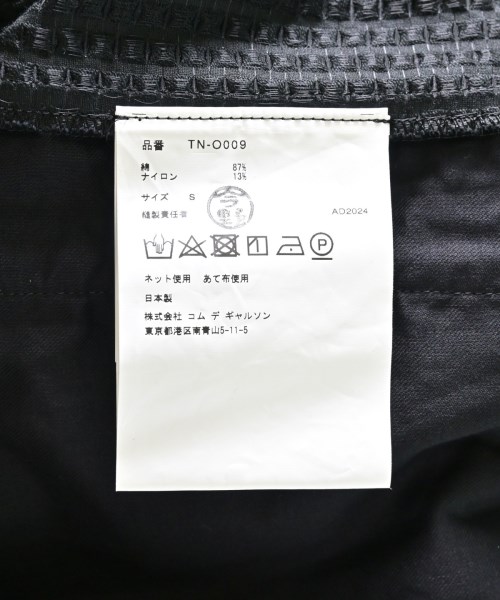 品番 TN-O009
綿 87%
ナイロン 13%
サイズ S
縫製責任者
AD2024
P
ネット使用 あて布使用
日本製
株式会社 コム デ ギャルソン
東京都港区南青山5-11-5